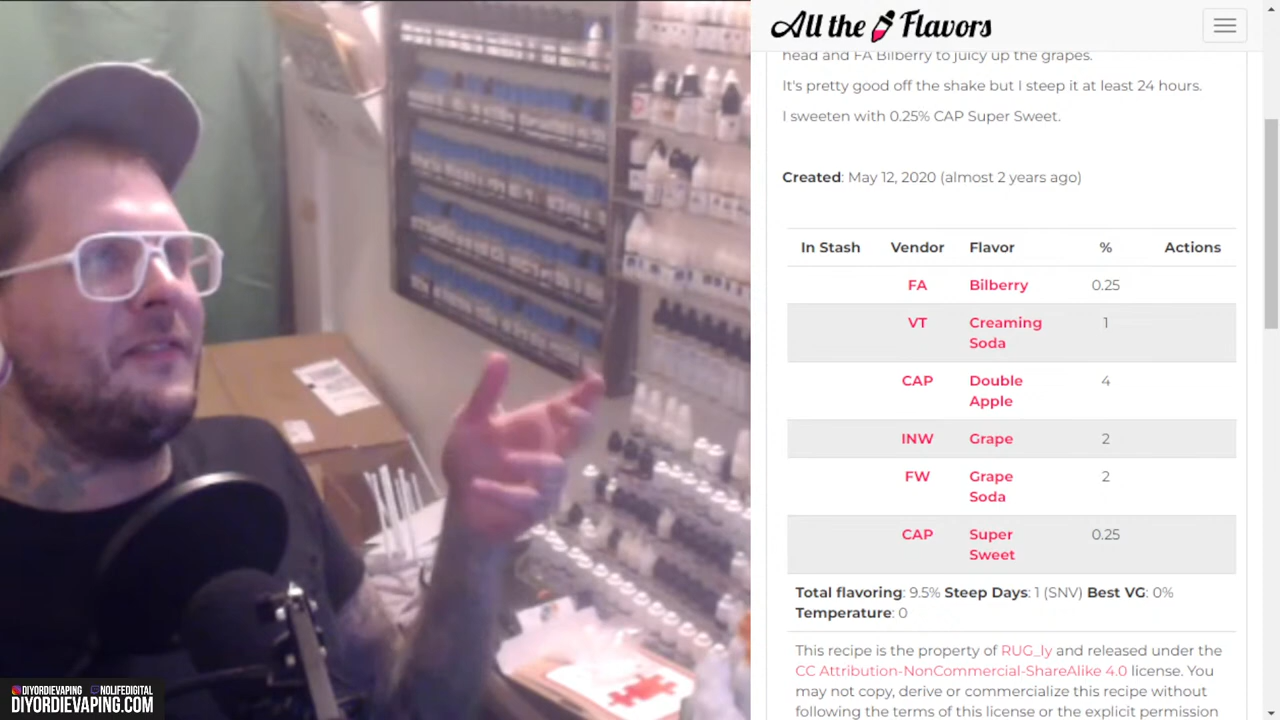 All the Flavors
head and FA Bilberry to juicy up the grapes.
It's pretty good off the shake but I steep it at least 24 hours.
I sweeten with 0.25% CAP Super Sweet.
Created: May 12, 2020 (almost 2 years ago)
In Stash Vendor Flavor % Actions
FA Bilberry 0.25
VT Creaming 1
Soda
CAP Double 4
Apple
INW Grape 2
FW Grape 2
Soda
CAP Super 0.25
Sweet
Total flavoring: 9.5% Steep Days: 1 (SNV) Best VG: 0%
Temperature: 0
This recipe is the property of RUG_ly and released under the
CC Attribution-NonCommercial-ShareAlike 4.0 license. You
may not copy, derive or commercialize this recipe without
following the terms of this license or the explicit permission
DIYORDIEVAPING NOLIFEDIGITAL
DIYORDIEVAPING.COM